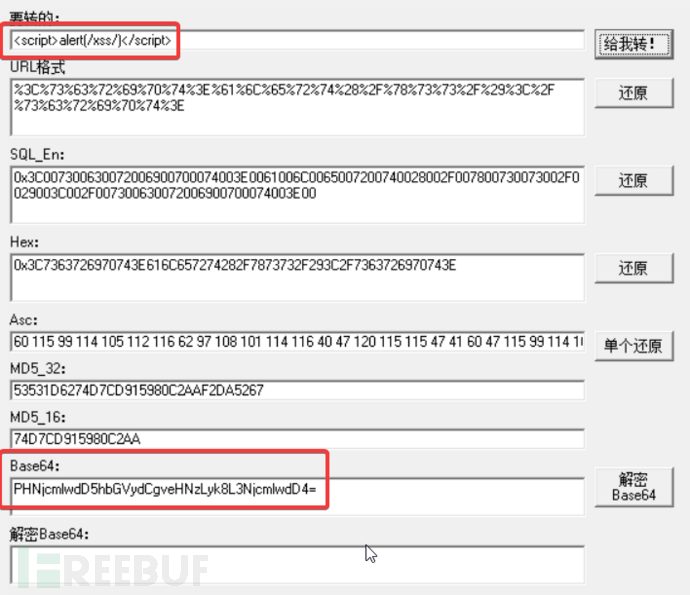 要转的:
<script>alert(/xss/)</script>
给我转!
URL格式
%3C%73%63%72%69%70%74%3E%61%6C%65%72%74%28%2F%78%73%73%2F%29%3C%2F
%73%63%72%69%70%74%3E
还原
SQL_En:
0x3C007300630072006900700074003E0061006C0065007200740028002F007800730073002F0
029003C002F007300630072006900700074003E00
还原
Hex:
0x3C7363726970743E616C657274282F7873732F293C2F7363726970743E
还原
Asc:
60 115 99 114 105 112 116 62 97 108 101 114 116 40 47 120 115 115 47 41 60 47 115 99 114 10
单个还原
MD5_32:
53531D6274D7CD915980C2AAF2DA5267
MD5_16:
74D7CD915980C2AA
Base64:
PHNjcmlwdD5hbGVydCgveHNzLyk8L3NjcmlwdD4=
解密
Base64
解密Base64:
FREEBUF